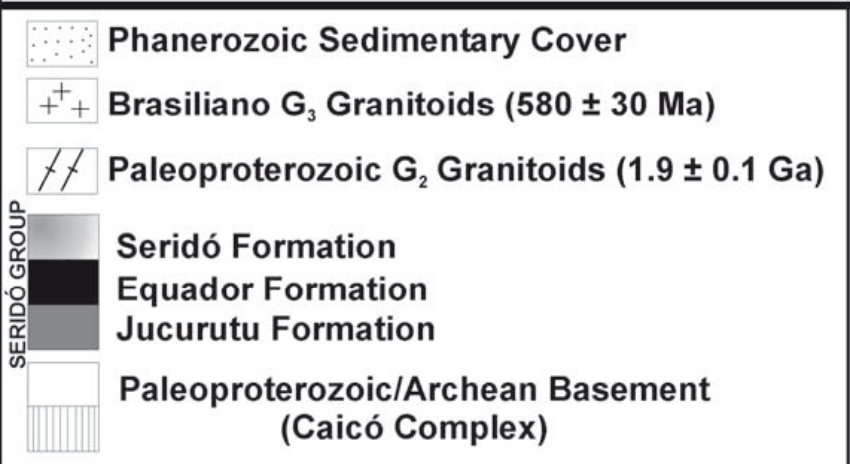 Phanerozoic Sedimentary Cover
Brasiliano G₃ Granitoids (580 ± 30 Ma)
Paleoproterozoic G₂ Granitoids (1.9 ± 0.1 Ga)
SERIDÓ GROUP
Seridó Formation
Equador Formation
Jucurutu Formation
Paleoproterozoic/Archean Basement
(Caicó Complex)